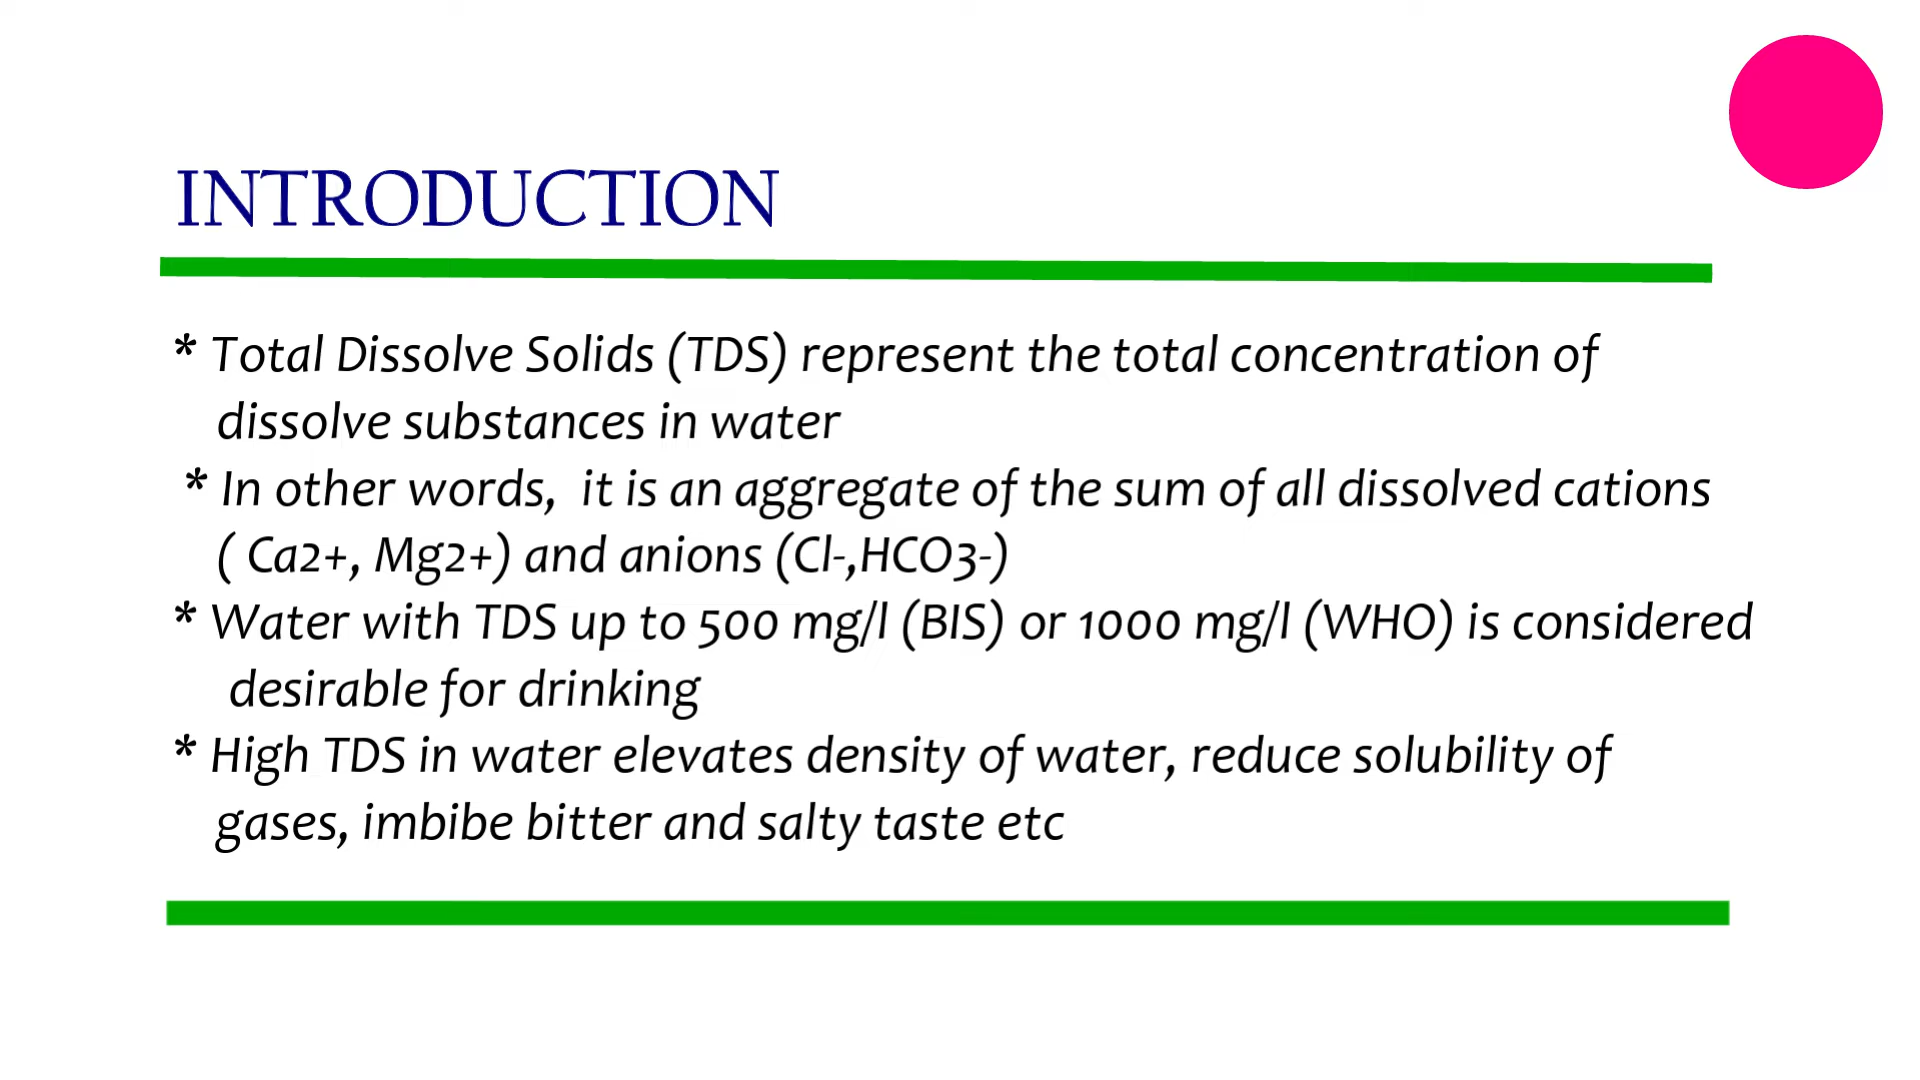 INTRODUCTION
* Total Dissolve Solids (TDS) represent the total concentration of
dissolve substances in water
* In other words, it is an aggregate of the sum of all dissolved cations
( Ca2+, Mg2+) and anions (Cl-,HCO3-)
* Water with TDS up to 500 mg/l (BIS) or 1000 mg/l (WHO) is considered
desirable for drinking
* High TDS in water elevates density of water, reduce solubility of
gases, imbibe bitter and salty taste etc